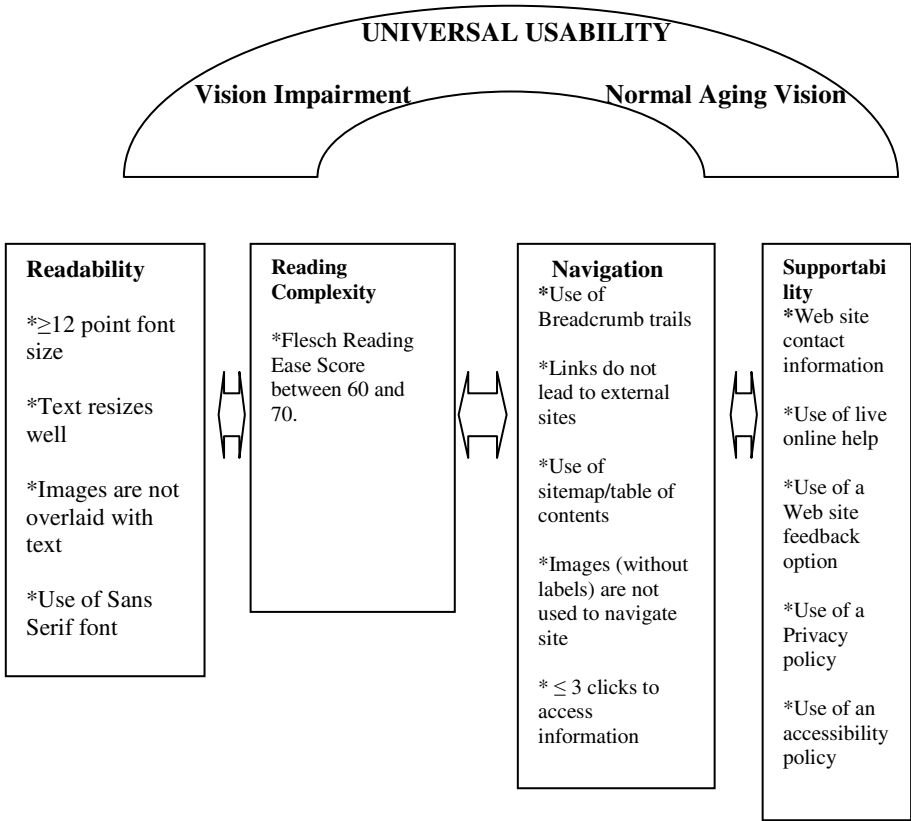 UNIVERSAL USABILITY
Vision Impairment
Normal Aging Vision
Readability
*≥12 point font
size
*Text resizes
well
*Images are not
overlaid with
text
*Use of Sans
Serif font
Reading
Complexity
*Flesch Reading
Ease Score
between 60 and
70.
Navigation
*Use of
Breadcrumb trails
*Links do not
lead to external
sites
*Use of
sitemap/table of
contents
*Images (without
labels) are not
used to navigate
site
* ≤ 3 clicks to
access
information
Supportabi
lity
*Web site
contact
information
*Use of live
online help
*Use of a
Web site
feedback
option
*Use of a
Privacy
policy
*Use of an
accessibility
policy